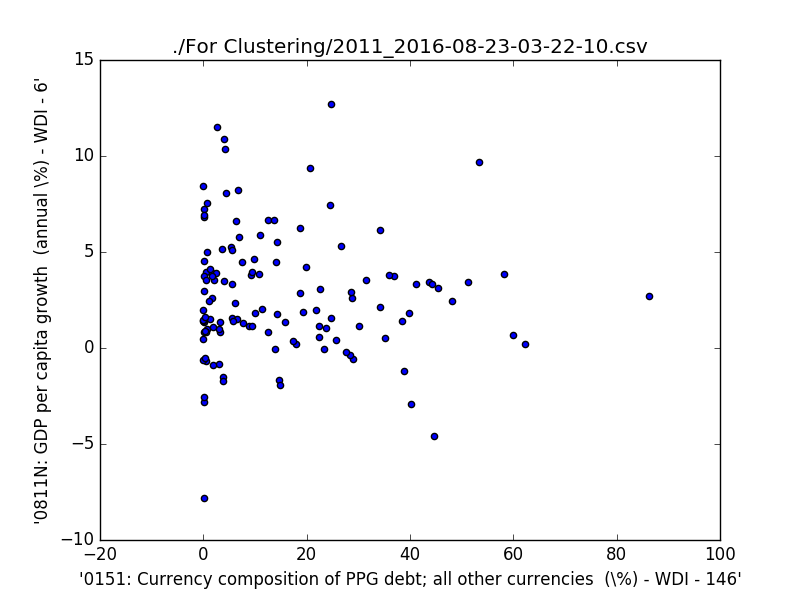 ./For Clustering/2011_2016-08-23-03-22-10.csv
'0811N: GDP per capita growth  (annual \%) - WDI - 6'
15
10
5
0
−5
−10
−20 0 20 40 60 80 100
'0151: Currency composition of PPG debt; all other currencies  (\%) - WDI - 146'